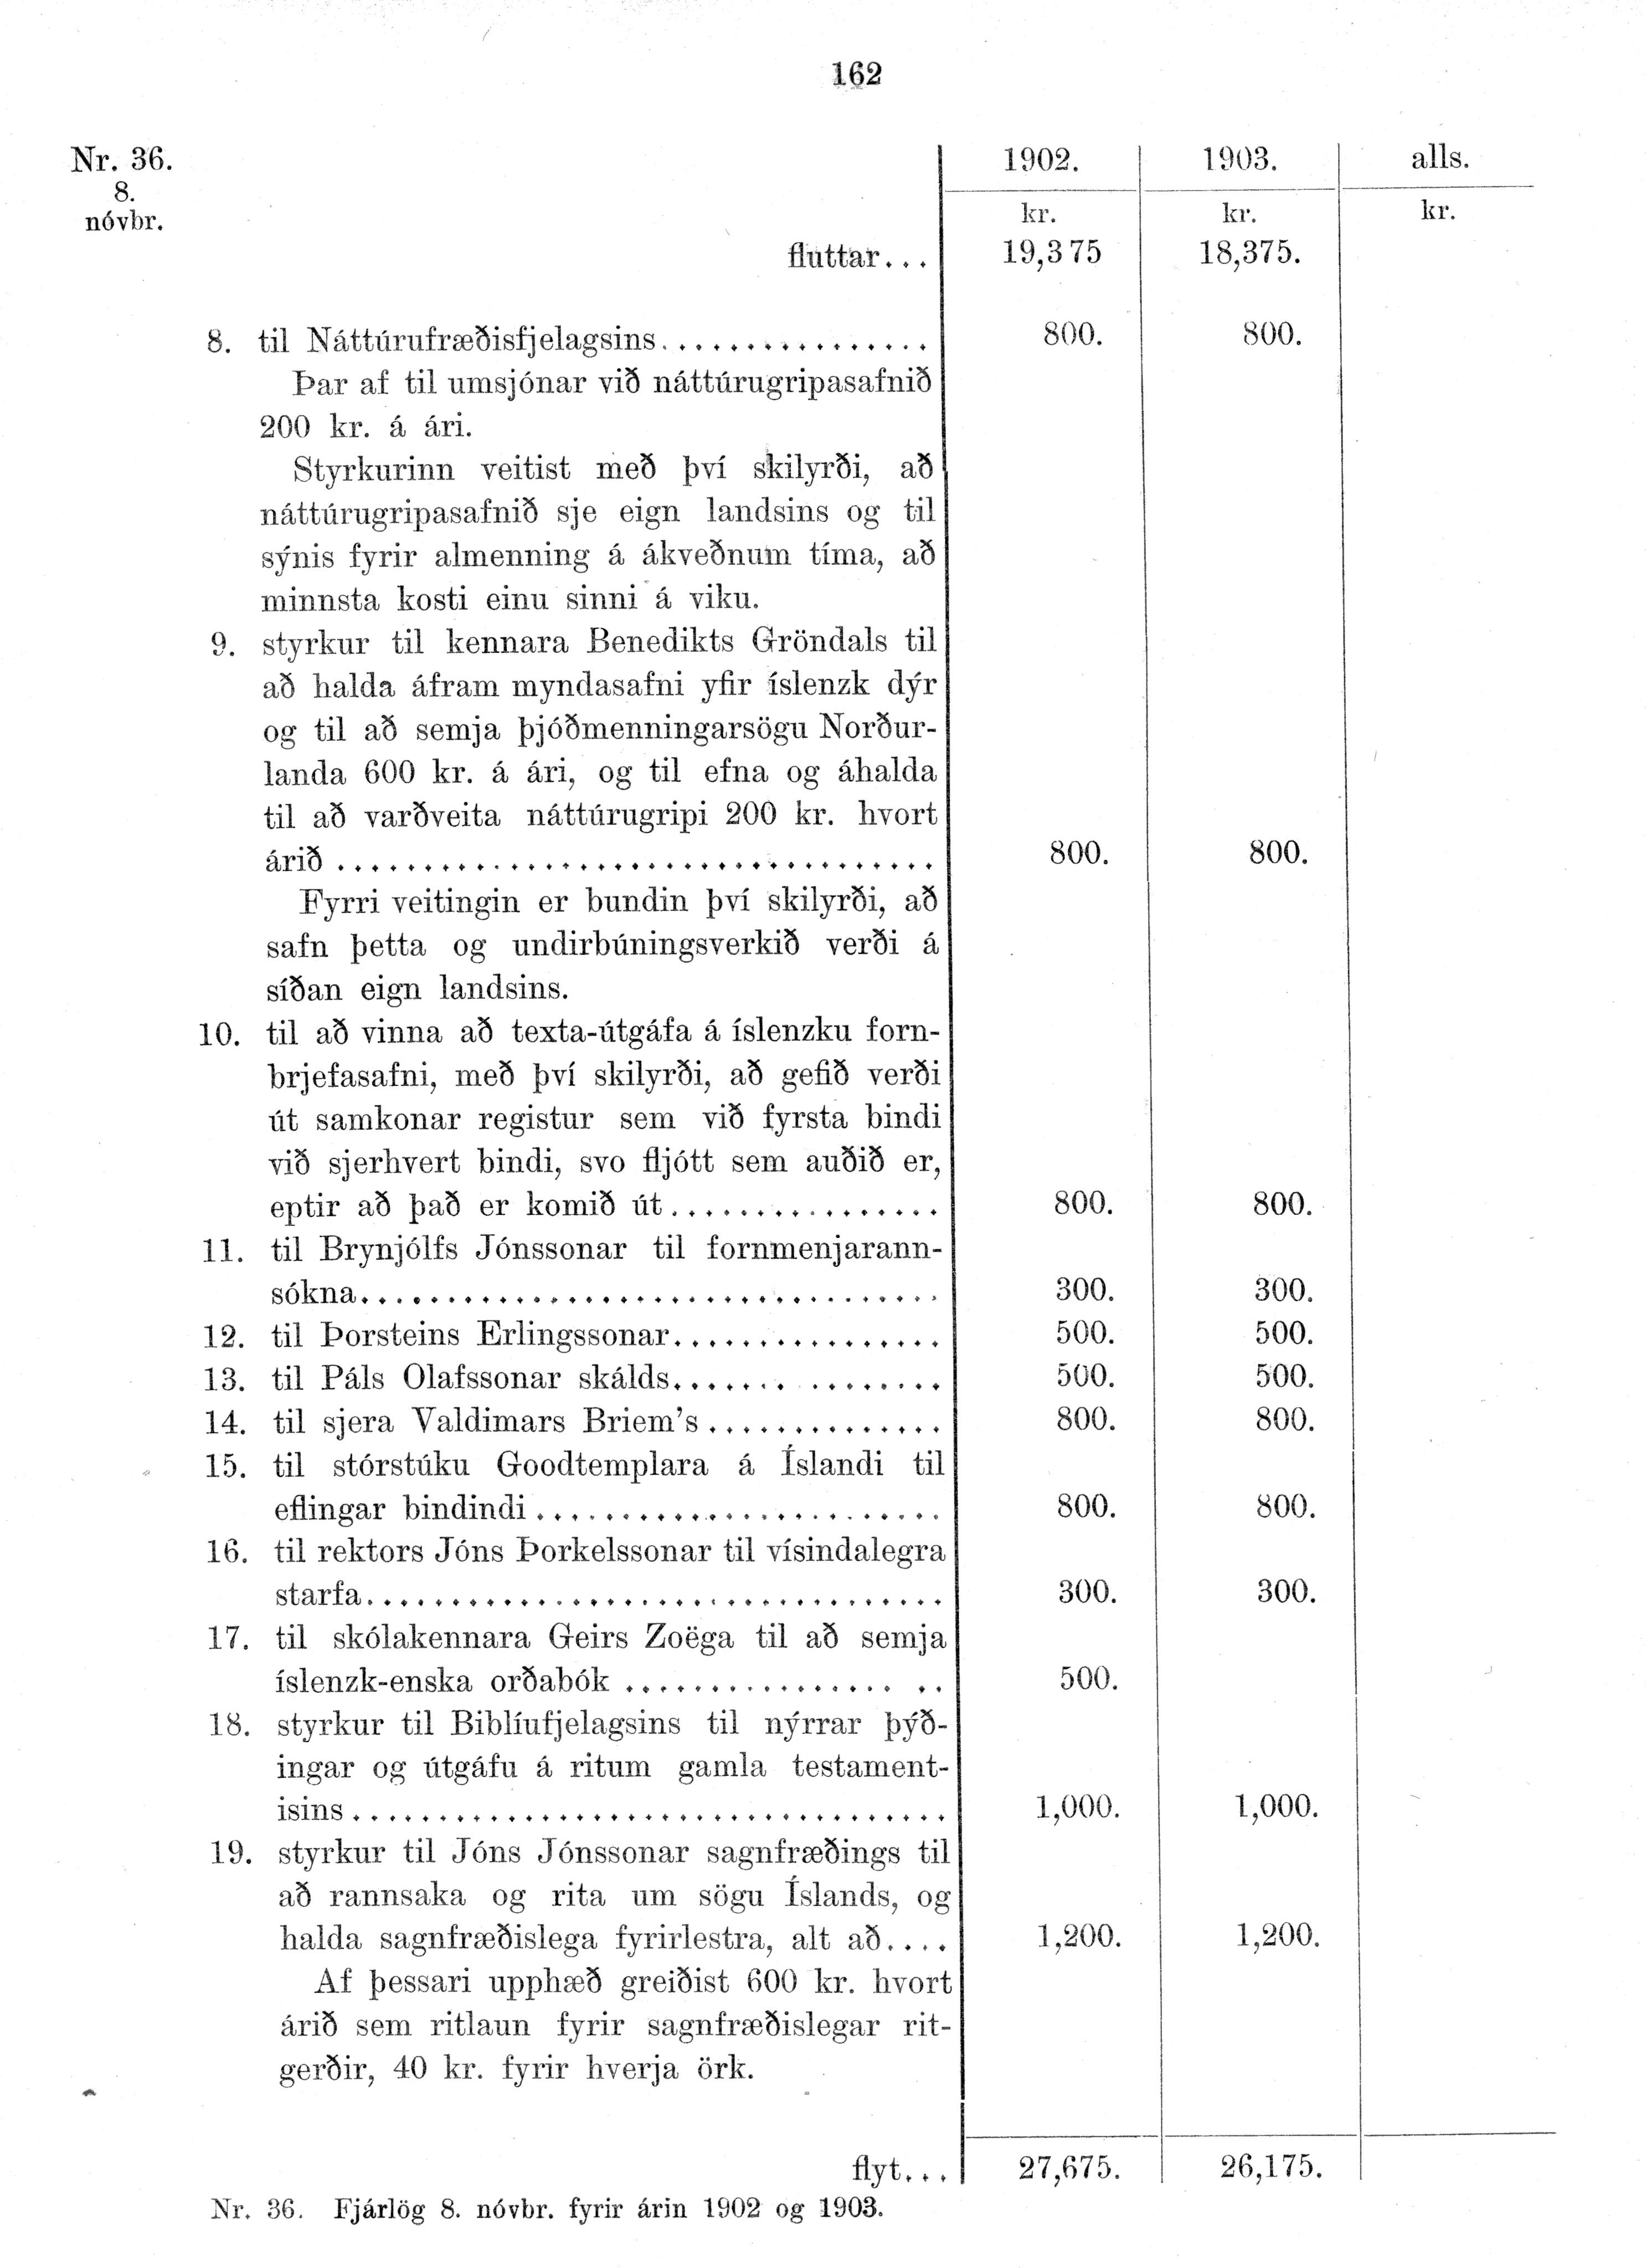 162
Nr. 36.
8.
nóvbr.
1902. 1903. alls.
kr. kr. kr.
fluttar... 19,375 18,375.
8. til Náttúrufræðisfjelagsins................ 800. 800.
Þar af til umsjónar við náttúrugripasafnið
200 kr. á ári.
Styrkurinn veitist með því skilyrði, að
náttúrugripasafnið sje eign landsins og til
sýnis fyrir almenning á ákveðnum tíma, að
minnsta kosti einu sinni á viku.
9. styrkur til kennara Benedikts Gröndals til
að halda áfram myndasafni yfir íslenzk dýr
og til að semja þjóðmenningarsögu Norður-
landa 600 kr. á ári, og til efna og áhalda
til að varðveita náttúrugripi 200 kr. hvort
árið ................................... 800. 800.
Fyrri veitingin er bundin því skilyrði, að
safn þetta og undirbúningsverkið verði á
síðan eign landsins.
10. til að vinna að texta-útgáfa á íslenzku forn-
brjefasafni, með því skilyrði, að gefið verði
út samkonar registur sem við fyrsta bindi
við sjerhvert bindi, svo fljótt sem auðið er,
eptir að það er komið út................ 800. 800.
11. til Brynjólfs Jónssonar til fornmenjarann-
sókna.................................. 300. 300.
12. til Þorsteins Erlingssonar................ 500. 500.
13. til Páls Olafssonar skálds....... ........ 500. 500.
14. til sjera Valdimars Briem's .............. 800. 800.
15. til stórstúku Goodtemplara á Íslandi til
eflingar bindindi........................ 800. 800.
16. til rektors Jóns Þorkelssonar til vísindalegra
starfa.................................. 300. 300.
17. til skólakennara Geirs Zoëga til að semja
íslenzk-enska orðabók ................ .. 500.
18. styrkur til Biblíufjelagsins til nýrrar þýð-
ingar og útgáfu á ritum gamla testament-
isins................................... 1,000. 1,000.
19. styrkur til Jóns Jónssonar sagnfræðings til
að rannsaka og rita um sögu Íslands, og
halda sagnfræðislega fyrirlestra, alt að.... 1,200. 1,200.
Af þessari upphæð greiðist 600 kr. hvort
árið sem ritlaun fyrir sagnfræðislegar rit-
gerðir, 40 kr. fyrir hverja örk.
flyt... 27,675. 26,175.
Nr. 36. Fjárlög 8. nóvbr. fyrir árin 1902 og 1903.